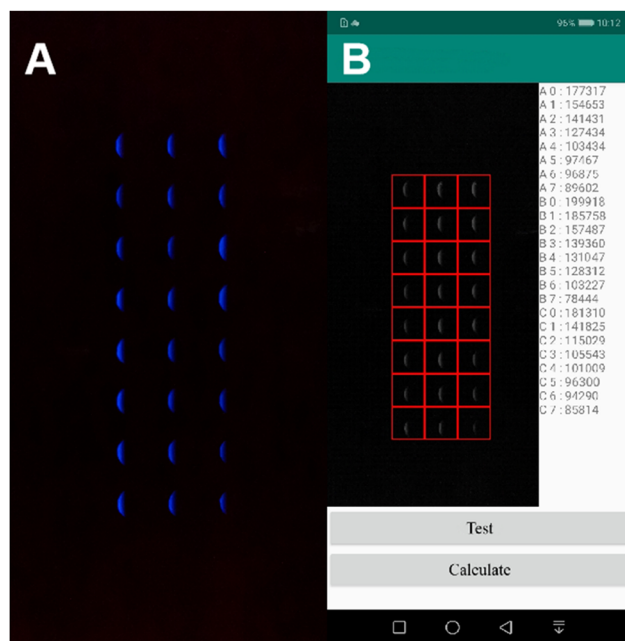 A
B
95% 10:12
A 0 : 177317
A 1 : 154653
A 2 : 141431
A 3 : 127434
A 4 : 103434
A 5 : 97467
A 6 : 96875
A 7 : 89602
B 0 : 199918
B 1 : 185758
B 2 : 157487
B 3 : 139360
B 4 : 131047
B 5 : 128312
B 6 : 103227
B 7 : 78444
C 0 : 181310
C 1 : 141825
C 2 : 115029
C 3 : 105543
C 4 : 101009
C 5 : 96300
C 6 : 94290
C 7 : 85814
Test
Calculate